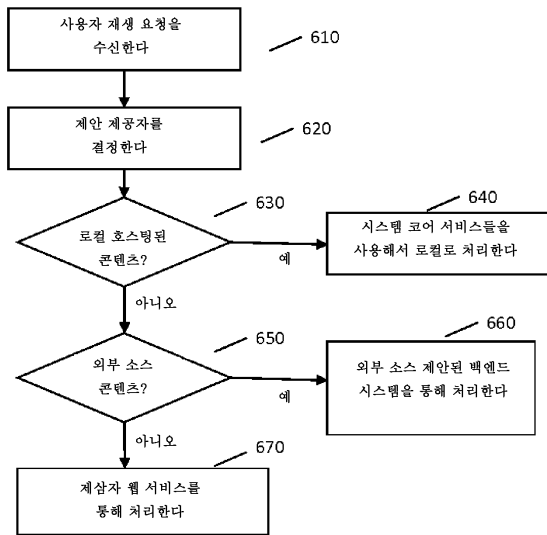 사용자 재생 요청을
수신한다
610
제안 제공자를
결정한다
620
로컬 호스팅된
콘텐츠?
630
예
시스템 코어 서비스들을
사용해서 로컬로 처리한다
640
아니오
외부 소스
콘텐츠?
650
예
외부 소스 제안된 백엔드
시스템을 통해 처리한다
660
아니오
제삼자 웹 서비스를
통해 처리한다
670